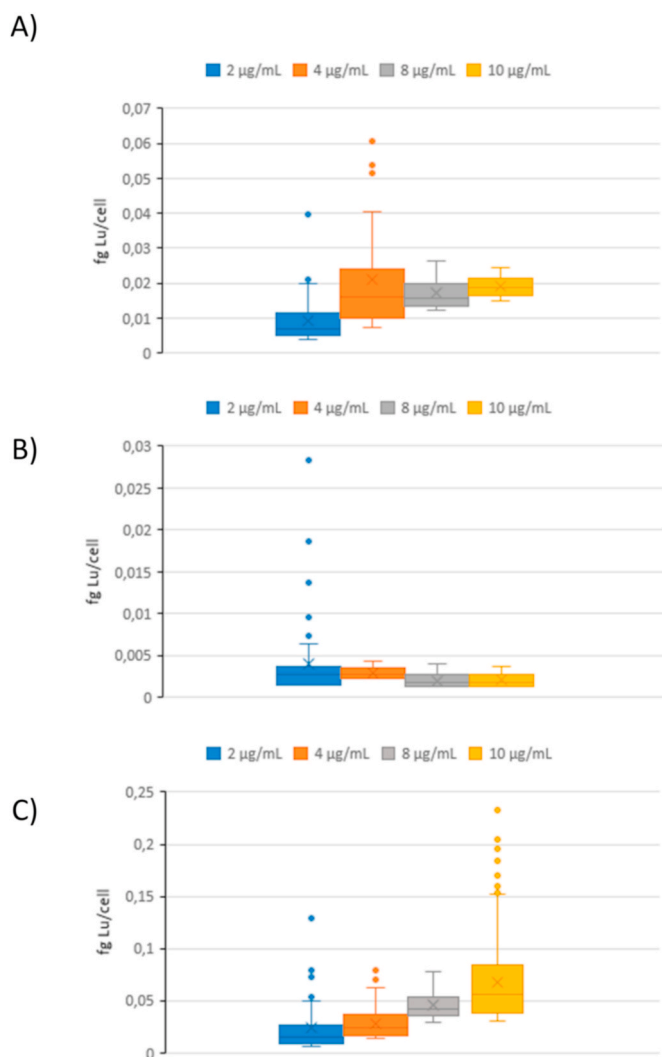 A)
2 µg/mL 4 µg/mL 8 µg/mL 10 µg/mL
0,07
0,06
0,05
0,04
0,03
0,02
0,01
0
fg Lu/cell
B)
2 µg/mL 4 µg/mL 8 µg/mL 10 µg/mL
0,03
0,025
0,02
0,015
0,01
0,005
0
fg Lu/cell
C)
2 µg/mL 4 µg/mL 8 µg/mL 10 µg/mL
0,25
0,2
0,15
0,1
0,05
0
fg Lu/cell